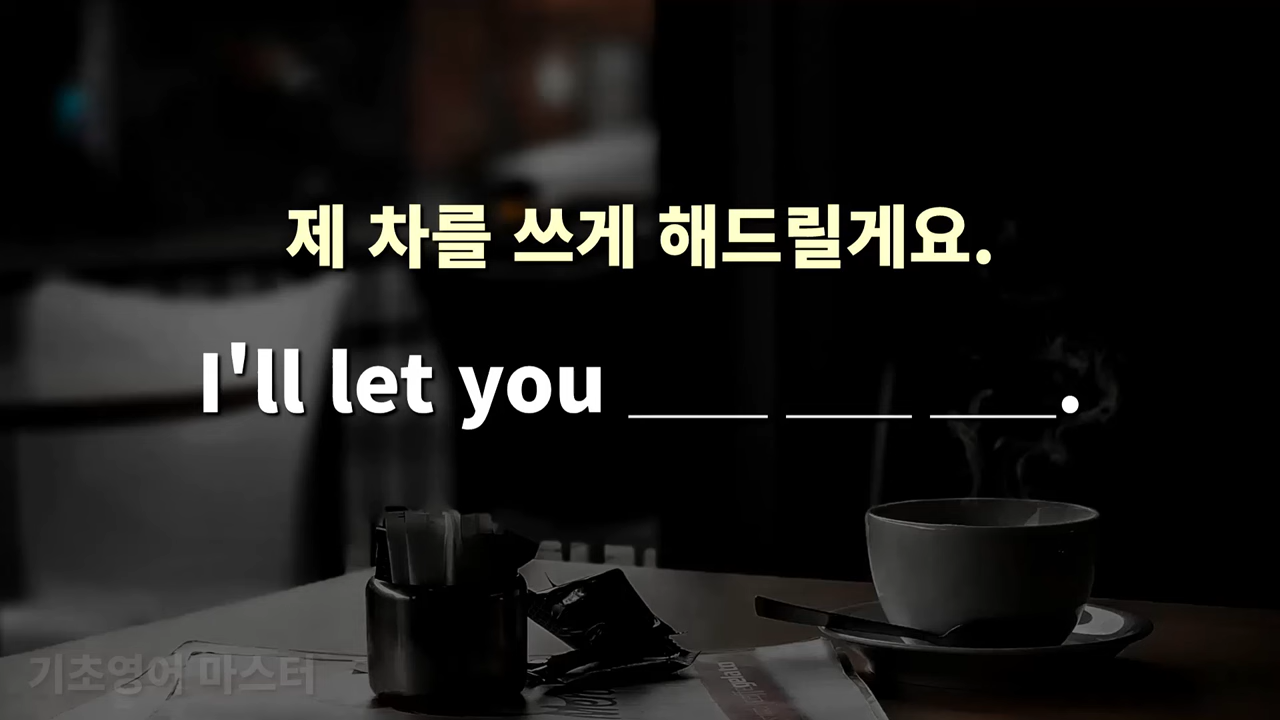 제 차를 쓰게 해드릴게요.
I'll let you ___ ___ ___.
기초영어 마스터